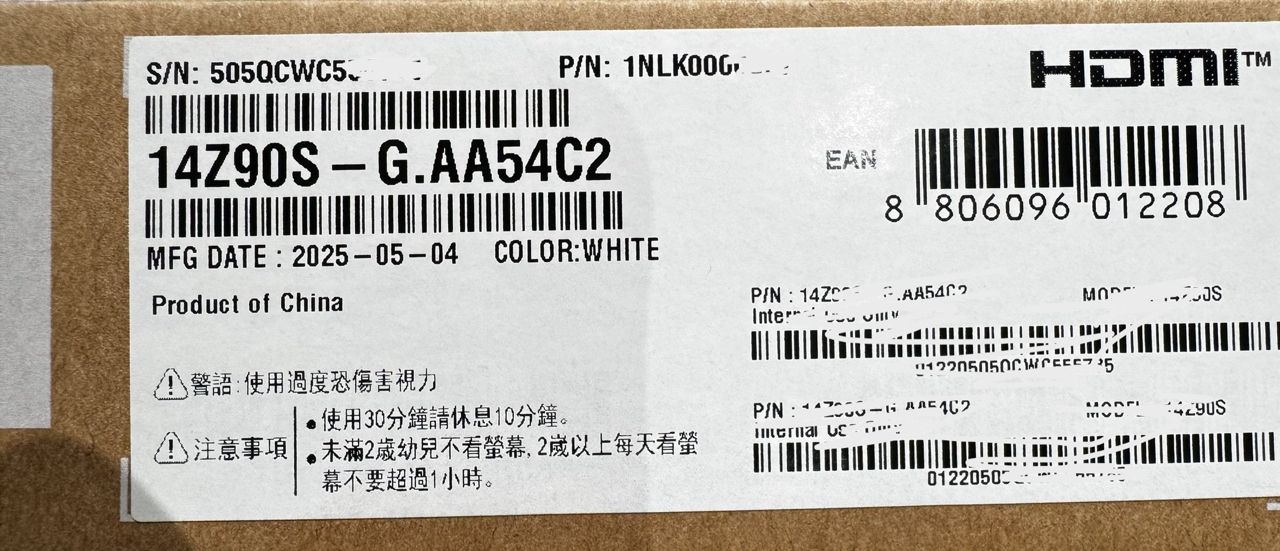 S/N: 505QCWC5
P/N: 1NLK00
HDMI™
14Z90S－G.AA54C2
EAN
8 806096 012208
MFG DATE : 2025－05－04 COLOR:WHITE
Product of China
P/N : 14Z G.AA54C2
14Z90S
警語:使用過度恐傷害視力
注意事項
•使用30分鐘請休息10分鐘。
•未滿2歲幼兒不看螢幕, 2歲以上每天看螢
幕不要超過1小時。
P/N :
14Z90S